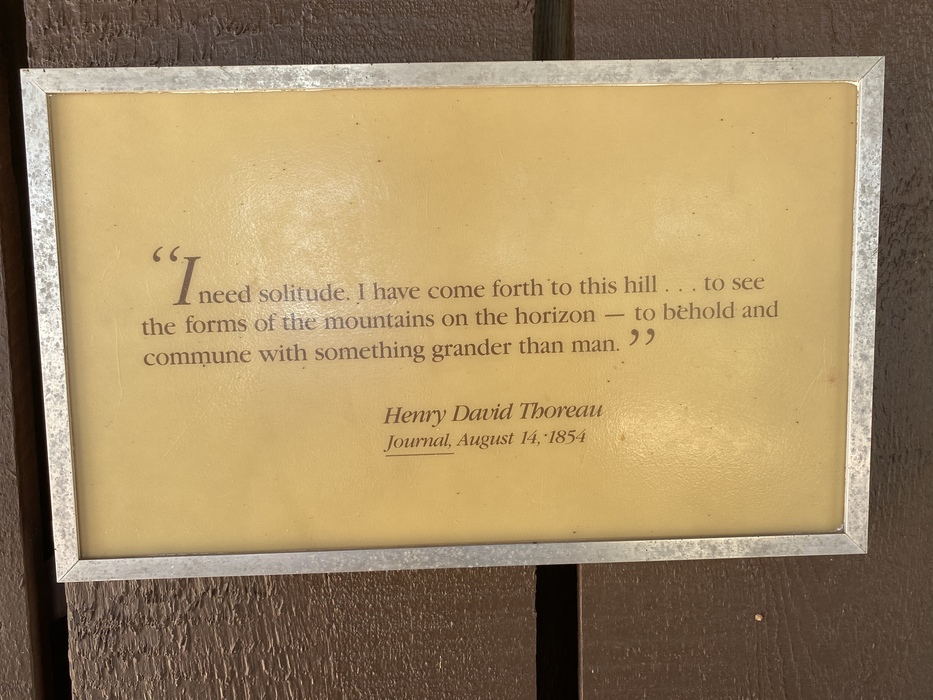 “I need solitude. I have come forth to this hill . . . to see
the forms of the mountains on the horizon — to behold and
commune with something grander than man.”
Henry David Thoreau
Journal, August 14, 1854